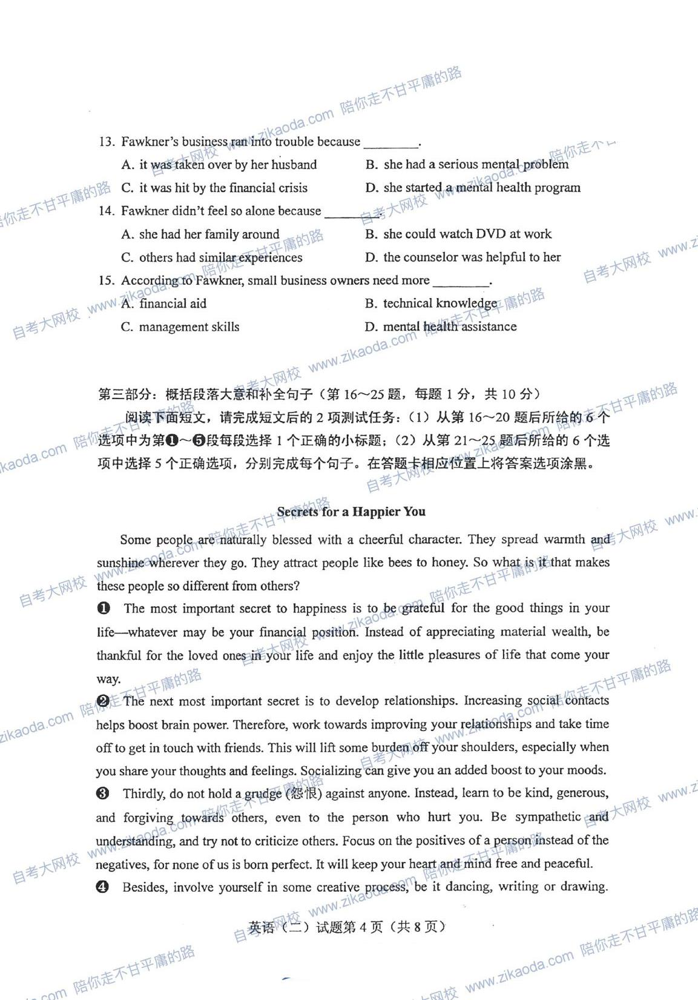 13. Fawkner's business ran into trouble because ________.
A. it was taken over by her husband B. she had a serious mental problem
C. it was hit by the financial crisis D. she started a mental health program
14. Fawkner didn't feel so alone because ________.
A. she had her family around B. she could watch DVD at work
C. others had similar experiences D. the counselor was helpful to her
15. According to Fawkner, small business owners need more ________.
A. financial aid B. technical knowledge
C. management skills D. mental health assistance
第三部分：概括段落大意和补全句子（第 16～25 题，每题 1 分，共 10 分）
阅读下面短文，请完成短文后的 2 项测试任务：（1）从第 16～20 题后所给的 6 个
选项中为第❶～❺段每段选择 1 个正确的小标题；（2）从第 21～25 题后所给的 6 个选
项中选择 5 个正确选项，分别完成每个句子。在答题卡相应位置上将答案选项涂黑。
Secrets for a Happier You
Some people are naturally blessed with a cheerful character. They spread warmth and
sunshine wherever they go. They attract people like bees to honey. So what is it that makes
these people so different from others?
❶ The most important secret to happiness is to be grateful for the good things in your
life—whatever may be your financial position. Instead of appreciating material wealth, be
thankful for the loved ones in your life and enjoy the little pleasures of life that come your
way.
❷ The next most important secret is to develop relationships. Increasing social contacts
helps boost brain power. Therefore, work towards improving your relationships and take time
off to get in touch with friends. This will lift some burden off your shoulders, especially when
you share your thoughts and feelings. Socializing can give you an added boost to your moods.
❸ Thirdly, do not hold a grudge (怨恨) against anyone. Instead, learn to be kind, generous,
and forgiving towards others, even to the person who hurt you. Be sympathetic and
understanding, and try not to criticize others. Focus on the positives of a person instead of the
negatives, for none of us is born perfect. It will keep your heart and mind free and peaceful.
❹ Besides, involve yourself in some creative process, be it dancing, writing or drawing.
英语（二）试题第 4 页（共 8 页）
自考大网校 www.zikaoda.com 陪你走不甘平庸的路